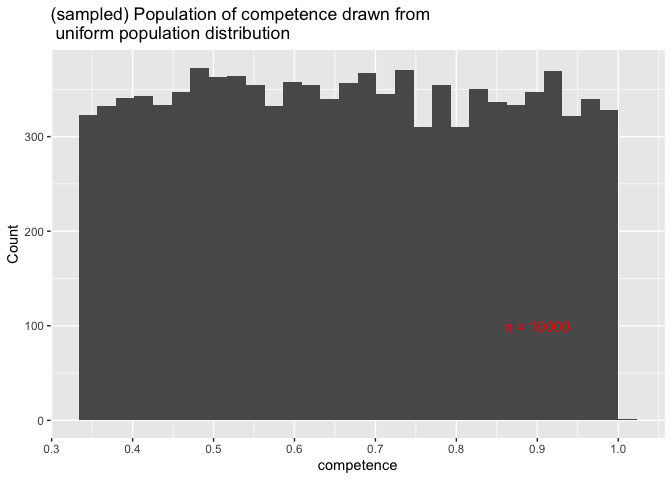 (sampled) Population of competence drawn from
uniform population distribution
Count
300
200
100
0
n = 10000
0.3 0.4 0.5 0.6 0.7 0.8 0.9 1.0
competence